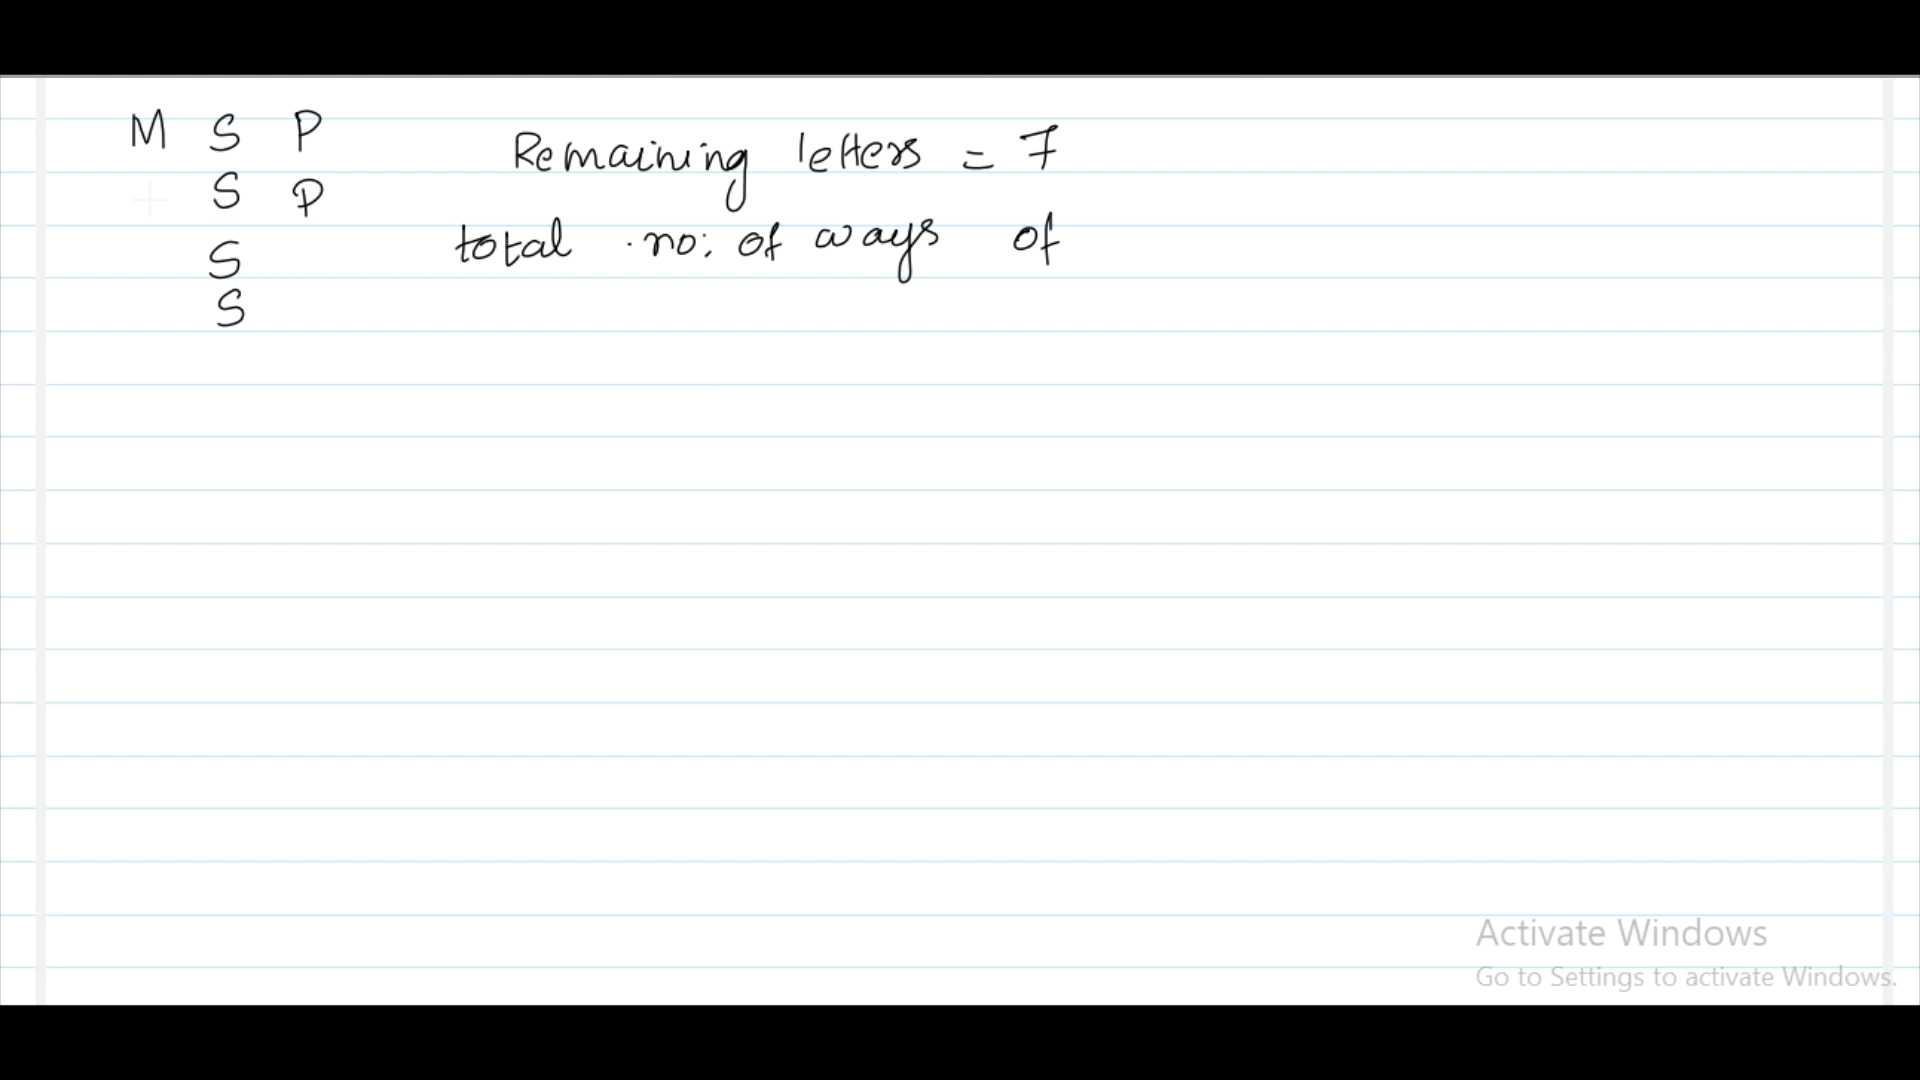 M S P
S P
S
S
Remaining letters = 7
total no: of ways of
Activate Windows
Go to Settings to activate Windows.